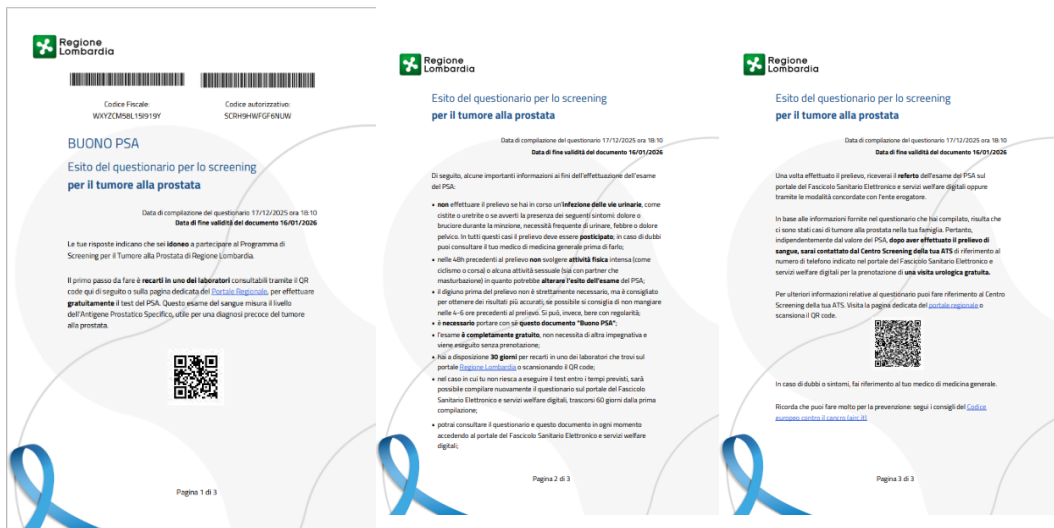 Regione
Lombardia
Codice Fiscale:
WXYZCM58L15I919Y
Codice autorizzativo:
SCRH9HWFGF6NUW
BUONO PSA
Esito del questionario per lo screening
per il tumore alla prostata
Data di compilazione del questionario 17/12/2025 ora 18:10
Data di fine validità del documento 16/01/2026
Le tue risposte indicano che sei idoneo a partecipare al Programma di
Screening per il Tumore alla Prostata di Regione Lombardia.
Il primo passo da fare è recarti in uno dei laboratori consultabili tramite il QR
code qui di seguito o sulla pagina dedicata del Portale Regionale, per effettuare
gratuitamente il test del PSA. Questo esame del sangue misura il livello
dell'Antigene Prostatico Specifico, utile per una diagnosi precoce del tumore
alla prostata.
Pagina 1 di 3
Regione
Lombardia
Esito del questionario per lo screening
per il tumore alla prostata
Data di compilazione del questionario 17/12/2025 ora 18:10
Data di fine validità del documento 16/01/2026
Di seguito, alcune importanti informazioni ai fini dell'effettuazione dell'esame
del PSA:
• non effettuare il prelievo se hai in corso un'infezione delle vie urinarie, come
cistite o uretrite o se avverti la presenza dei seguenti sintomi: dolore o
bruciore durante la minzione, necessità frequente di urinare, febbre o dolore
pelvico. In tutti questi casi il prelievo deve essere posticipato; in caso di dubbi
puoi consultare il tuo medico di medicina generale prima di farlo;
• nelle 48h precedenti al prelievo non svolgere attività fisica intensa (come
ciclismo o corsa) o alcuna attività sessuale (sia con partner che
masturbazione) in quanto potrebbe alterare l'esito dell'esame del PSA;
• il digiuno prima del prelievo non è strettamente necessario, ma è consigliato
per ottenere dei risultati più accurati, se possibile si consiglia di non mangiare
nelle 4-6 ore precedenti al prelievo. Si può, invece, bere con regolarità;
• è necessario portare con sé questo documento "Buono PSA";
• l'esame è completamente gratuito, non necessita di altra impegnativa e
viene eseguito senza prenotazione;
• hai a disposizione 30 giorni per recarti in uno dei laboratori che trovi sul
portale Regione Lombardia o scansionando il QR code;
• nel caso in cui tu non riesca a eseguire il test entro i tempi previsti, sarà
possibile compilare nuovamente il questionario sul portale del Fascicolo
Sanitario Elettronico e servizi welfare digitali, trascorsi 60 giorni dalla prima
compilazione;
• potrai consultare il questionario e questo documento in ogni momento
accedendo al portale del Fascicolo Sanitario Elettronico e servizi welfare
digitali;
Pagina 2 di 3
Regione
Lombardia
Esito del questionario per lo screening
per il tumore alla prostata
Data di compilazione del questionario 17/12/2025 ora 18:10
Data di fine validità del documento 16/01/2026
Una volta effettuato il prelievo, riceverai il referto dell'esame del PSA sul
portale del Fascicolo Sanitario Elettronico e servizi welfare digitali oppure
tramite le modalità concordate con l'ente erogatore.
In base alle informazioni fornite nel questionario che hai compilato, risulta che
ci sono stati casi di tumore alla prostata nella tua famiglia. Pertanto,
indipendentemente dal valore del PSA, dopo aver effettuato il prelievo di
sangue, sarai contattato dal Centro Screening della tua ATS di riferimento al
numero di telefono indicato nel portale del Fascicolo Sanitario Elettronico e
servizi welfare digitali per la prenotazione di una visita urologica gratuita.
Per ulteriori informazioni relative al questionario puoi fare riferimento al Centro
Screening della tua ATS. Visita la pagina dedicata del portale regionale o
scansiona il QR code.
In caso di dubbi o sintomi, fai riferimento al tuo medico di medicina generale.
Ricorda che puoi fare molto per la prevenzione: segui i consigli del Codice
europeo contro il cancro (airc.it)
Pagina 3 di 3